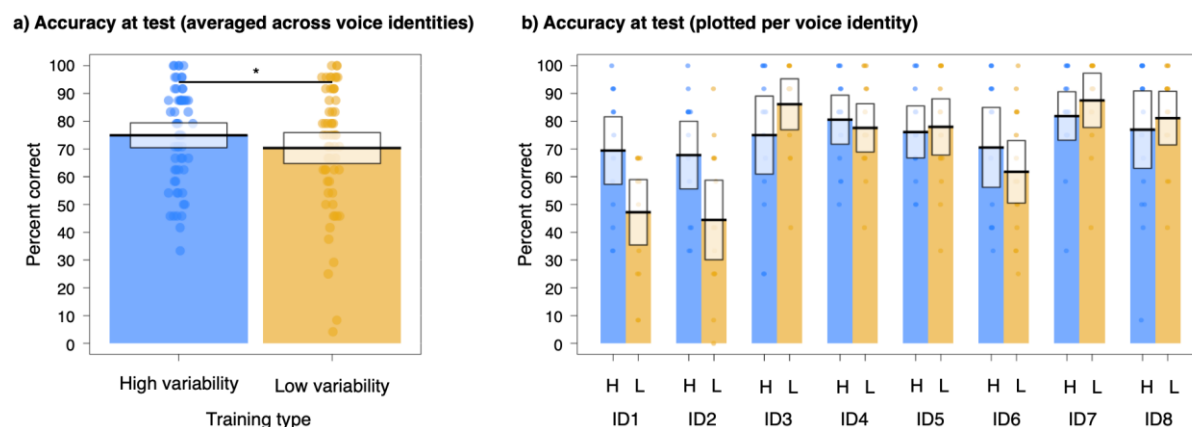 a) Accuracy at test (averaged across voice identities)
b) Accuracy at test (plotted per voice identity)
Percent correct
100
90
80
70
60
50
40
30
20
10
0
*
High variability
Low variability
Training type
Percent correct
100
90
80
70
60
50
40
30
20
10
0
H L H L H L H L H L H L H L H L
ID1 ID2 ID3 ID4 ID5 ID6 ID7 ID8